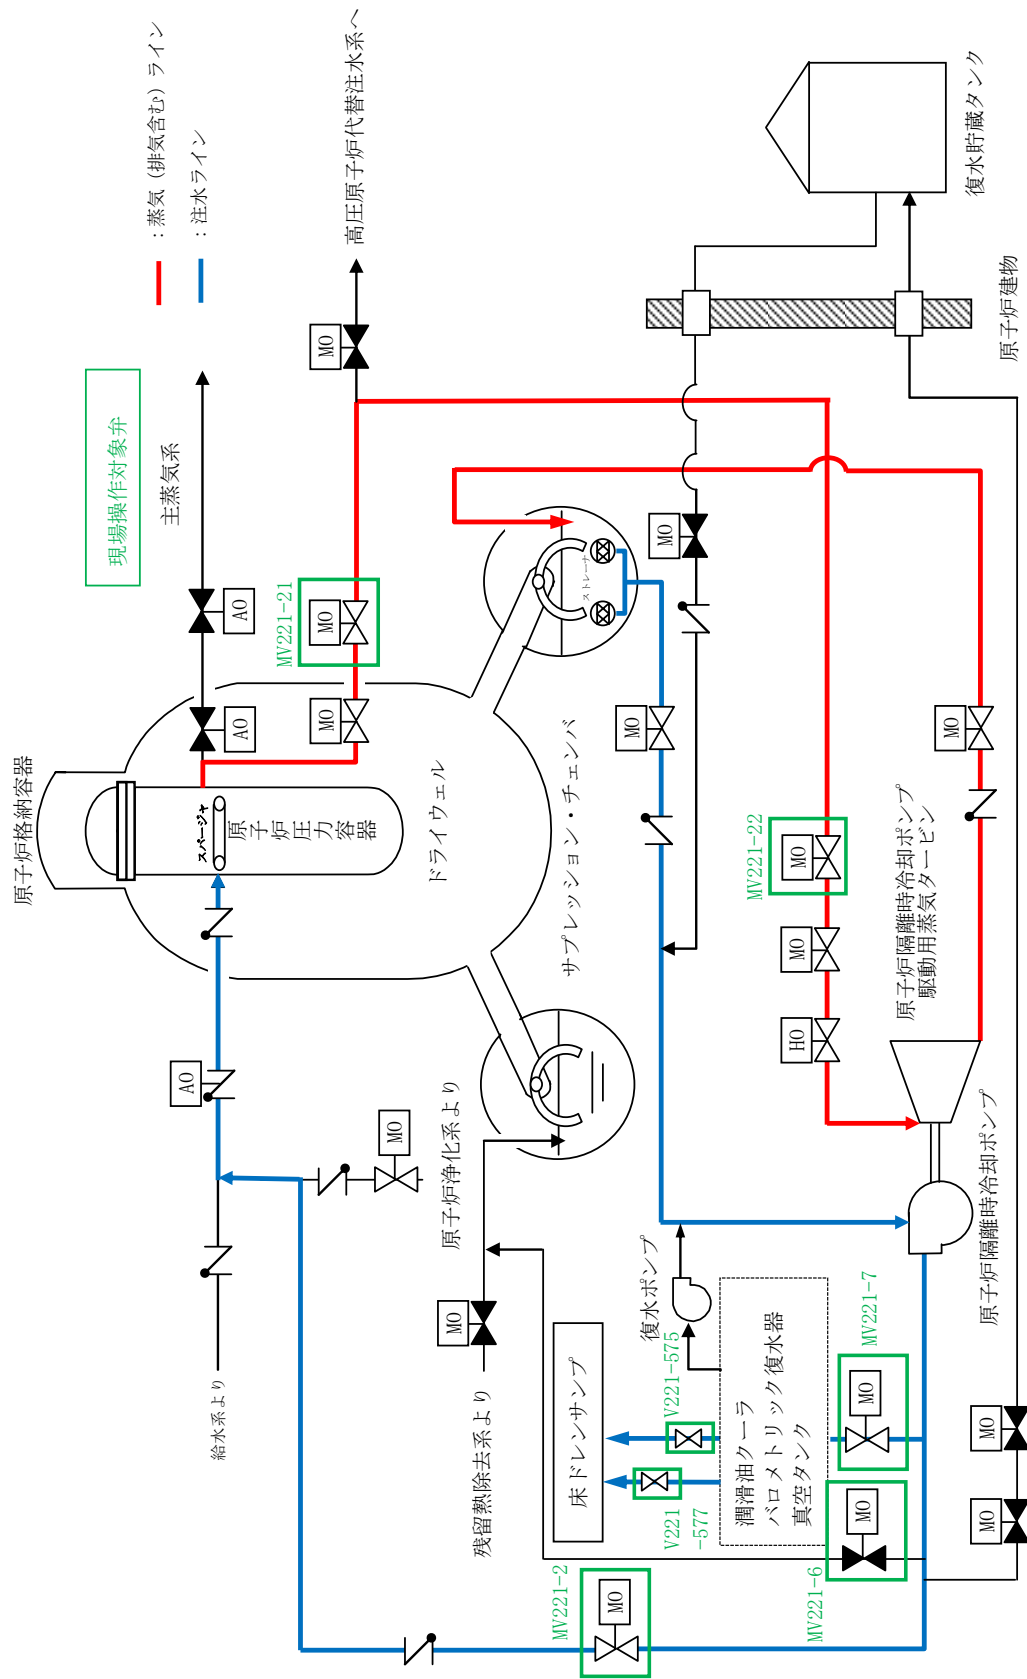 ：蒸気（排気含む）ライン
：注水ライン
現場操作対象弁
主蒸気系
高圧原子炉代替注水系へ
復水貯蔵タンク
原子炉建物
原子炉格納容器
スパージャ
原子炉圧力容器
ドライウェル
サプレッション・チェンバ
ストレーナ
AO
AO
AO
MV221-21
MO
MO
MO
MO
MO
MO
MV221-22
MO
MO
HO
原子炉隔離時冷却ポンプ
駆動用蒸気タービン
原子炉隔離時冷却ポンプ
MO
原子炉浄化系より
給水系より
MO
残留熱除去系より
復水ポンプ
床ドレンサンプ
V221-575
V221
-577
潤滑油クーラ
バロメトリック復水器
真空タンク
MV221-7
MO
MV221-6
MO
MV221-2
MO
MO
MO